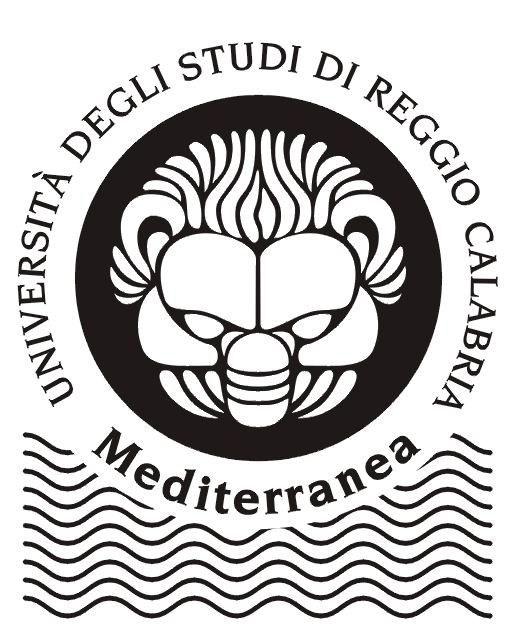 UNIVERSITÀ DEGLI STUDI DI REGGIO CALABRIA
Mediterranea